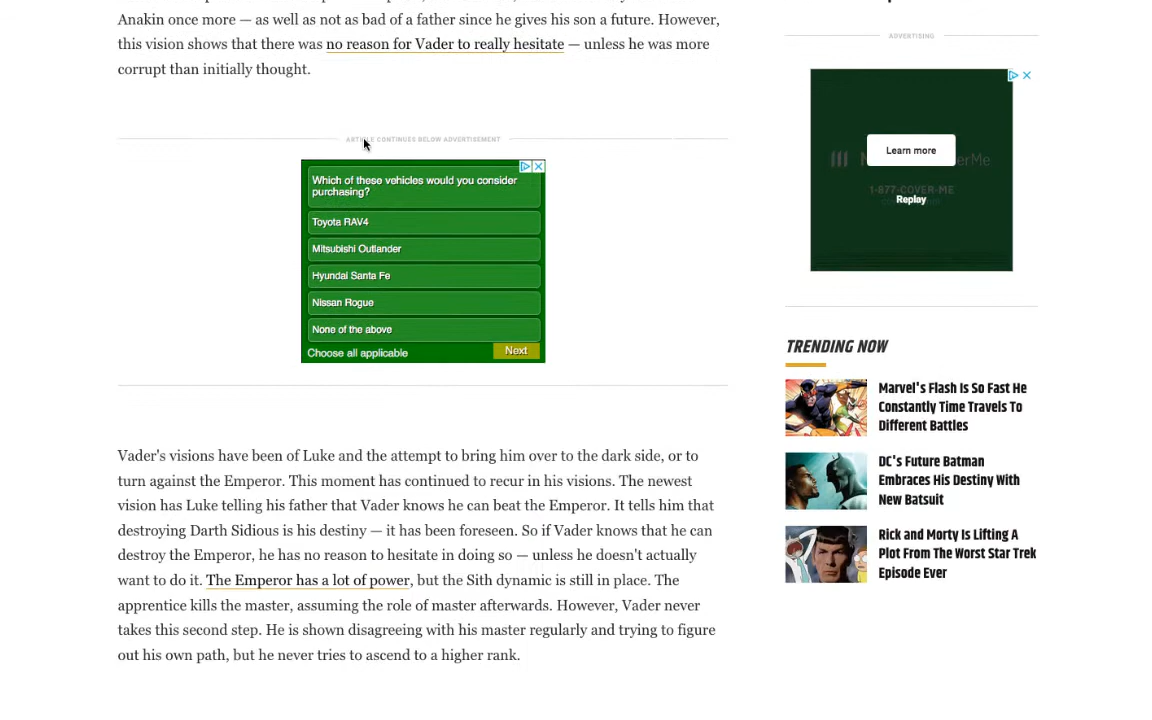 Anakin once more — as well as not as bad of a father since he gives his son a future. However,
this vision shows that there was no reason for Vader to really hesitate — unless he was more
corrupt than initially thought.
ARTICLE CONTINUES BELOW ADVERTISEMENT
Which of these vehicles would you consider
purchasing?
Toyota RAV4
Mitsubishi Outlander
Hyundai Santa Fe
Nissan Rogue
None of the above
Choose all applicable
Next
Vader's visions have been of Luke and the attempt to bring him over to the dark side, or to
turn against the Emperor. This moment has continued to recur in his visions. The newest
vision has Luke telling his father that Vader knows he can beat the Emperor. It tells him that
destroying Darth Sidious is his destiny — it has been foreseen. So if Vader knows that he can
destroy the Emperor, he has no reason to hesitate in doing so — unless he doesn't actually
want to do it. The Emperor has a lot of power, but the Sith dynamic is still in place. The
apprentice kills the master, assuming the role of master afterwards. However, Vader never
takes this second step. He is shown disagreeing with his master regularly and trying to figure
out his own path, but he never tries to ascend to a higher rank.
ADVERTISING
Learn more
erMe
1-877-COVER-ME
Replay
TRENDING NOW
Marvel's Flash Is So Fast He
Constantly Time Travels To
Different Battles
DC's Future Batman
Embraces His Destiny With
New Batsuit
Rick and Morty Is Lifting A
Plot From The Worst Star Trek
Episode Ever